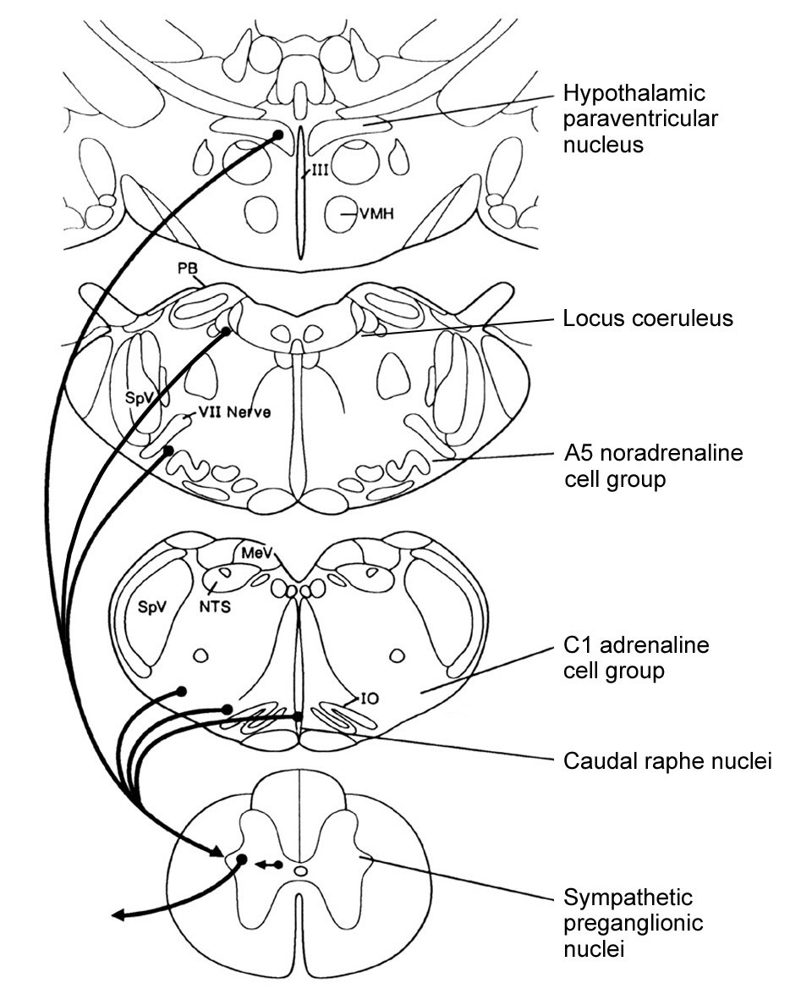 Hypothalamic
paraventricular
nucleus
III
VMH
PB
Locus coeruleus
SpV
VII Nerve
A5 noradrenaline
cell group
MeV
SpV
NTS
C1 adrenaline
cell group
IO
Caudal raphe nuclei
Sympathetic
preganglionic
nuclei